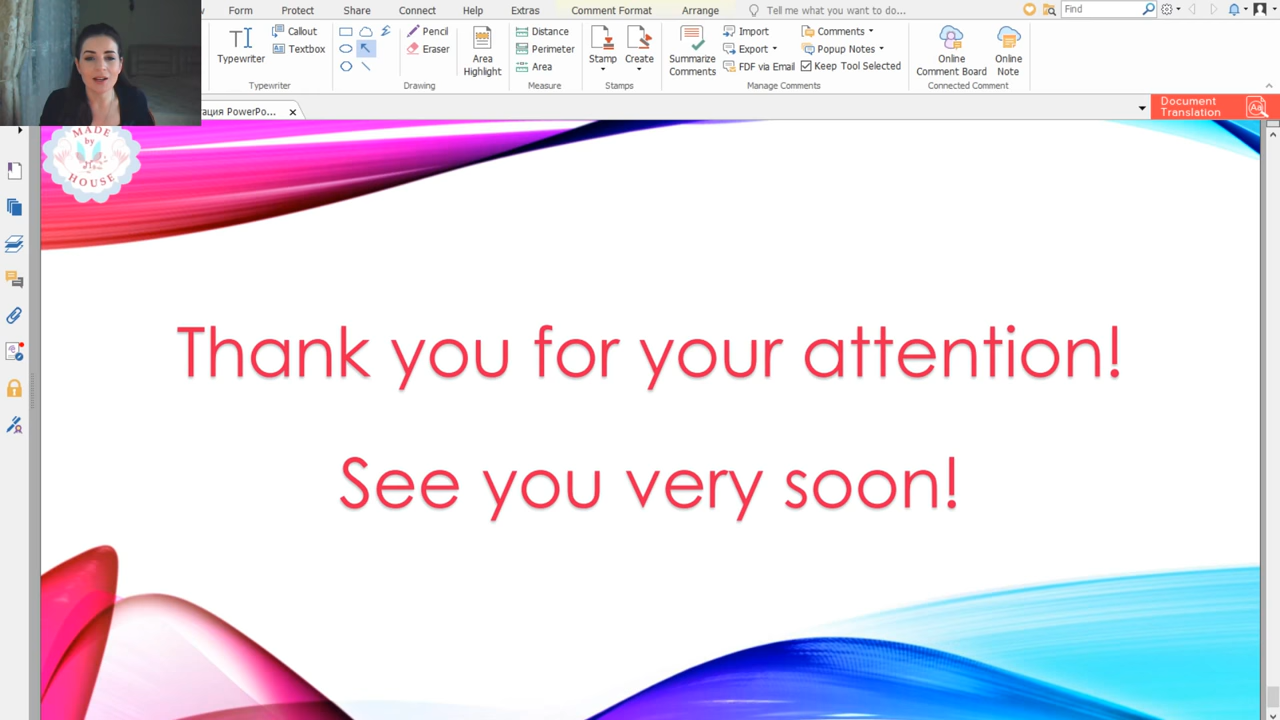 Form Protect Share Connect Help Extras Comment Format Arrange Tell me what you want to do... Find
Typewriter
Callout
Textbox
Typewriter
Pencil
Eraser
Drawing
Area
Highlight
Distance
Perimeter
Area
Measure
Stamp
Create
Stamps
Summarize
Comments
Import
Export
FDF via Email
Comments
Popup Notes
Keep Tool Selected
Manage Comments
Online
Comment Board
Online
Note
Connected Comment
ация PowerPo...
Document
Translation
MADE
by
HOUSE
Thank you for your attention!
See you very soon!